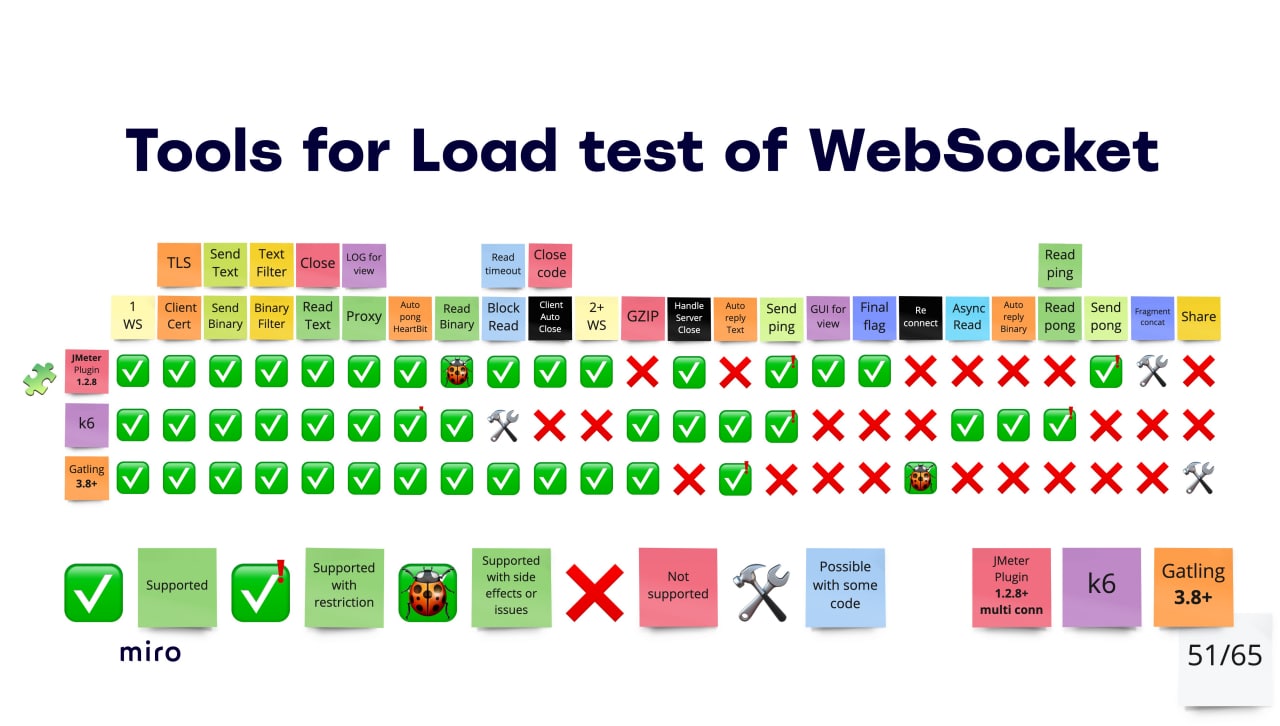 Tools for Load test of WebSocket
TLS
Send
Text
Text
Filter
Close
LOG for
view
Read
timeout
Close
code
Read
ping
1
WS
Client
Cert
Send
Binary
Binary
Filter
Read
Text
Proxy
Auto
pong
HeartBit
Read
Binary
Block
Read
Client
Auto
Close
2+
WS
GZIP
Handle
Server
Close
Auto
reply
Text
Send
ping
GUI for
view
Final
flag
Re
connect
Async
Read
Auto
reply
Binary
Read
pong
Send
pong
Fragment
concat
Share
JMeter
Plugin
1.2.8
k6
Gatling
3.8+
Supported
Supported
with
restriction
Supported
with side
effects or
issues
Not
supported
Possible
with some
code
JMeter
Plugin
1.2.8+
multi conn
k6
Gatling
3.8+
miro
51/65